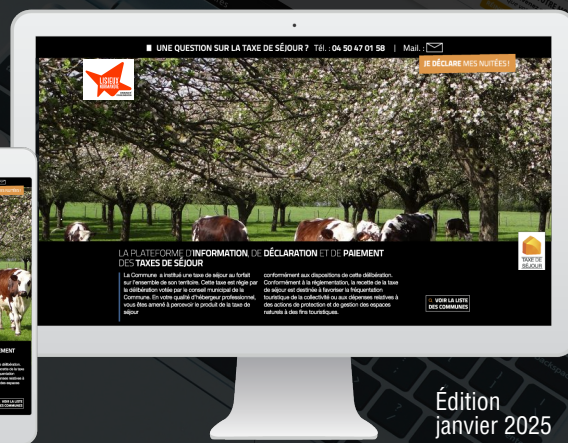 UNE QUESTION SUR LA TAXE DE SÉJOUR ? Tél. : 04 50 47 01 58 | Mail. :
JE DÉCLARE MES NUITÉES !
LISIEUX
NORMANDIE
LA PLATEFORME D'INFORMATION, DE DÉCLARATION ET DE PAIEMENT
DES TAXES DE SÉJOUR
La Commune a institué une taxe de séjour au forfait
sur l'ensemble de son territoire. Cette taxe est régie par
la délibération votée par le conseil municipal de la
Commune. En votre qualité d'hébergeur professionnel,
vous êtes amené à percevoir le produit de la taxe de
séjour
conformément aux dispositions de cette délibération.
Conformément à la réglementation, la recette de la taxe
de séjour est destinée à favoriser la fréquentation
touristique de la collectivité ou aux dépenses relatives à
des actions de protection et de gestion des espaces
naturels à des fins touristiques.
TAXE DE
SÉJOUR
VOIR LA LISTE
DES COMMUNES
Édition
janvier 2025